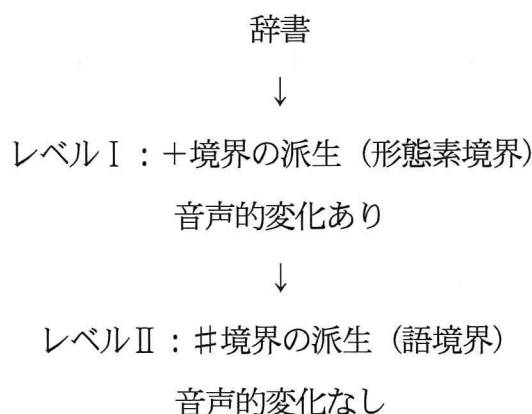 辞書
↓
レベルⅠ：＋境界の派生（形態素境界）
音声的変化あり
↓
レベルⅡ：♯境界の派生（語境界）
音声的変化なし